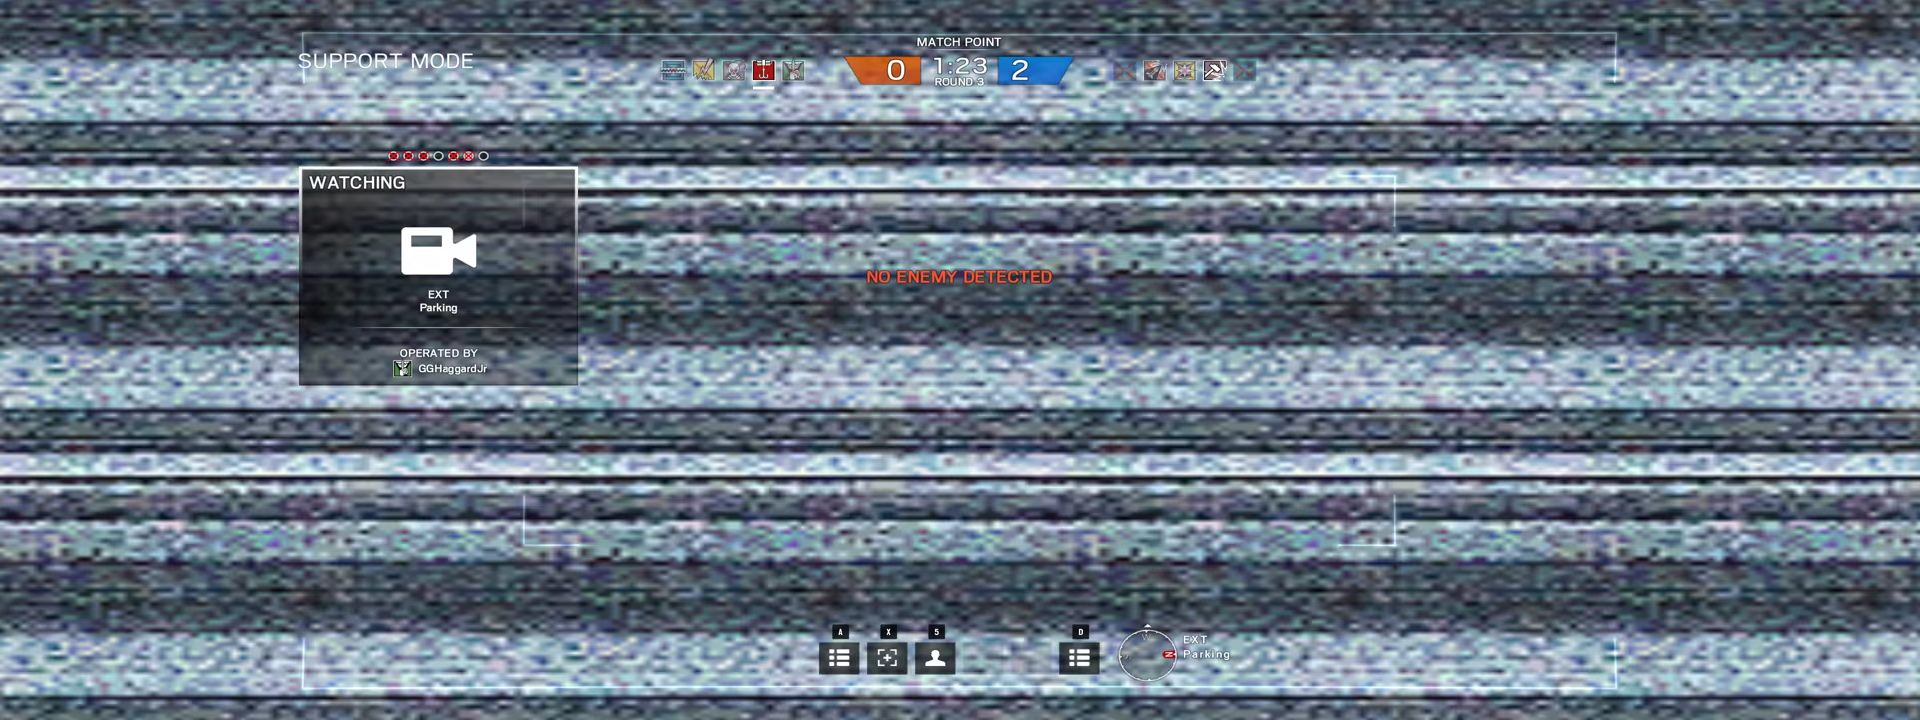 SUPPORT MODE
MATCH POINT
0 1:23 2
ROUND 3
WATCHING
EXT
Parking
OPERATED BY
GGHaggardJr
NO ENEMY DETECTED
A X 5 D
EXT
Parking